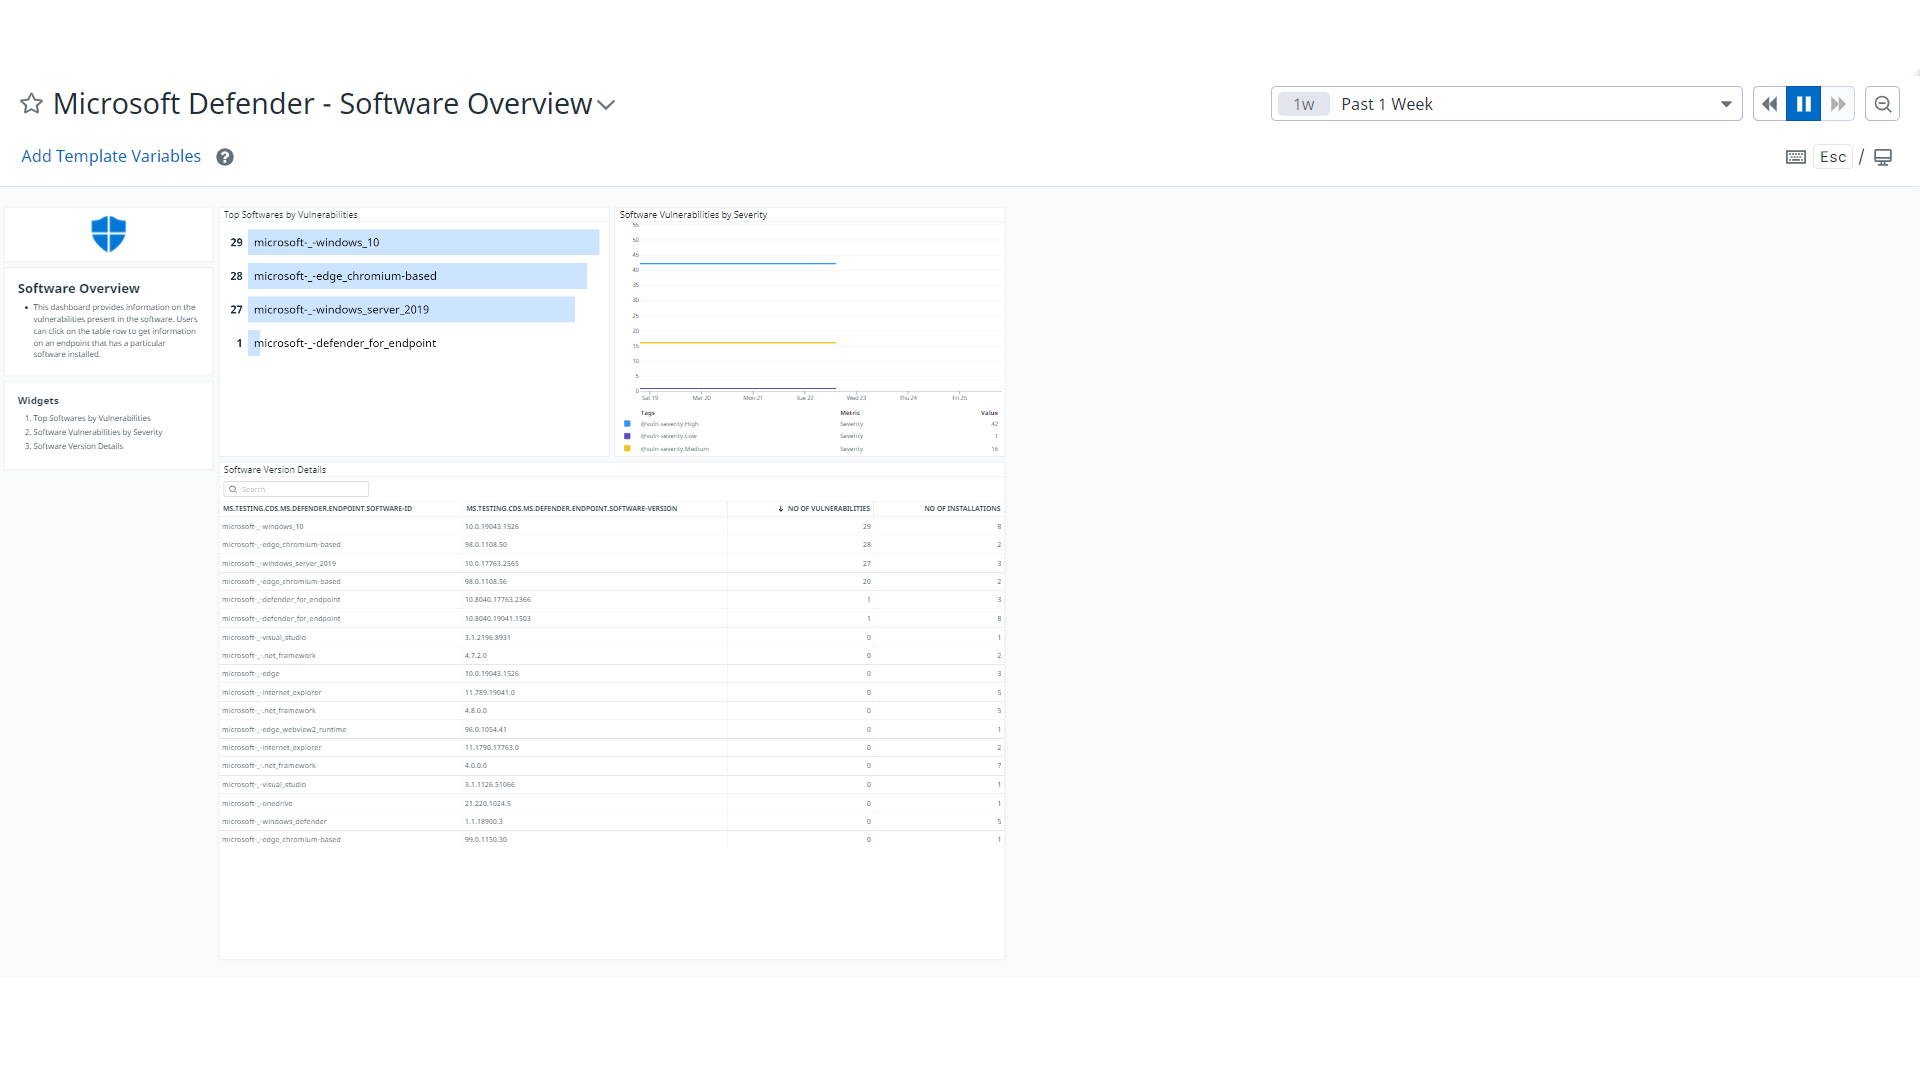 Microsoft Defender - Software Overview
1w Past 1 Week
Add Template Variables ?
Esc /
Software Overview
• This dashboard provides information on the
vulnerabilities present in the software. Users
can click on the table row to get information
on an endpoint that has a particular
software installed.
Widgets
1. Top Softwares by Vulnerabilities
2. Software Vulnerabilities by Severity
3. Software Version Details
Top Softwares by Vulnerabilities
29 microsoft-_-windows_10
28 microsoft-_-edge_chromium-based
27 microsoft-_-windows_server_2019
1 microsoft-_-defender_for_endpoint
Software Vulnerabilities by Severity
55
50
45
40
35
30
25
20
15
10
5
0
Sat 19 Mar 20 Mon 21 Tue 22 Wed 23 Thu 24 Fri 25
Tags Metric Value
@vuln-severity:High Severity 42
@vuln-severity:Low Severity 1
@vuln-severity:Medium Severity 16
Software Version Details
Search
MS.TESTING.CDS.MS.DEFENDER.ENDPOINT.SOFTWARE-ID MS.TESTING.CDS.MS.DEFENDER.ENDPOINT.SOFTWARE-VERSION ↓ NO OF VULNERABILITIES NO OF INSTALLATIONS
microsoft-_-windows_10 10.0.19043.1526 29 8
microsoft-_-edge_chromium-based 98.0.1108.50 28 2
microsoft-_-windows_server_2019 10.0.17763.2565 27 3
microsoft-_-edge_chromium-based 98.0.1108.56 20 2
microsoft-_-defender_for_endpoint 10.8040.17763.2366 1 3
microsoft-_-defender_for_endpoint 10.8040.19041.1503 1 8
microsoft-_-visual_studio 3.1.2196.8931 0 1
microsoft-_-.net_framework 4.7.2.0 0 2
microsoft-_-edge 10.0.19043.1526 0 3
microsoft-_-internet_explorer 11.789.19041.0 0 5
microsoft-_-.net_framework 4.8.0.0 0 5
microsoft-_-edge_webview2_runtime 96.0.1054.41 0 1
microsoft-_-internet_explorer 11.1790.17763.0 0 2
microsoft-_-.net_framework 4.0.0.0 0 7
microsoft-_-visual_studio 3.1.1126.51066 0 1
microsoft-_-onedrive 21.220.1024.5 0 1
microsoft-_-windows_defender 1.1.18900.3 0 5
microsoft-_-edge_chromium-based 99.0.1150.30 0 1